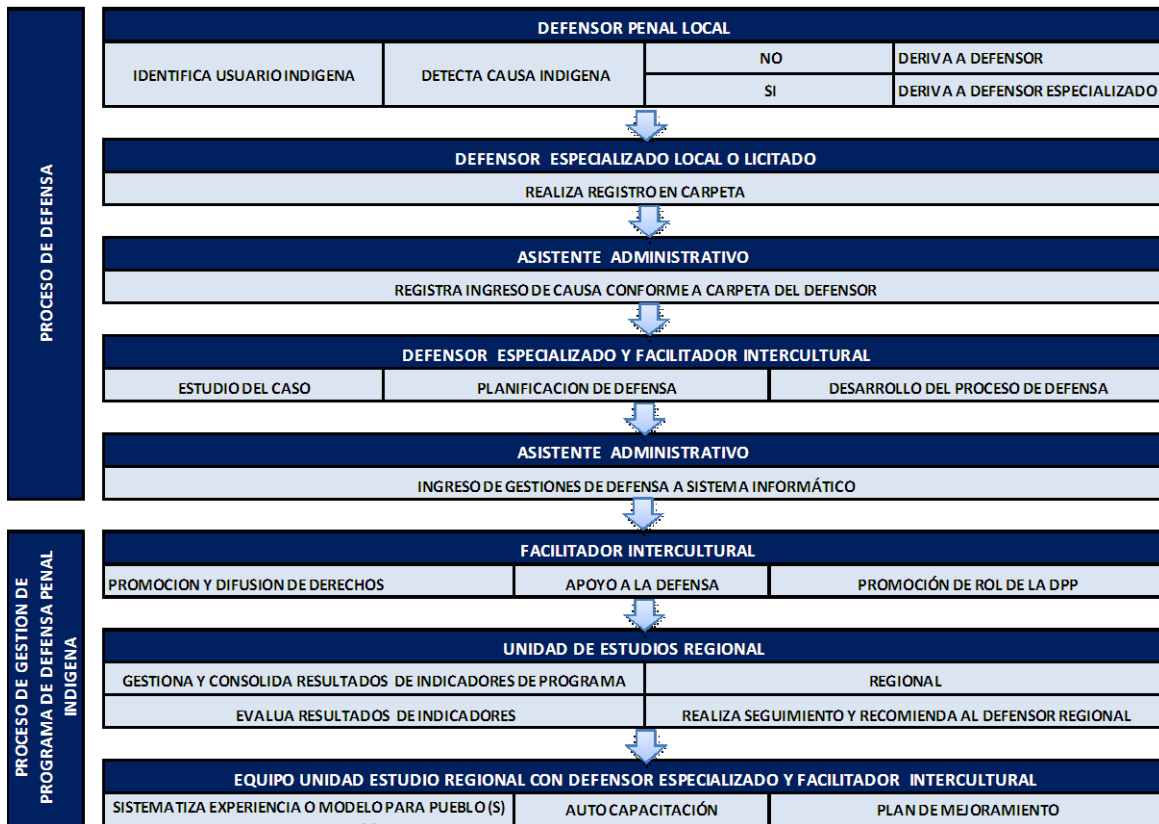 PROCESO DE DEFENSA
DEFENSOR PENAL LOCAL
IDENTIFICA USUARIO INDIGENA
DETECTA CAUSA INDIGENA
NO
DERIVA A DEFENSOR
SI
DERIVA A DEFENSOR ESPECIALIZADO
DEFENSOR ESPECIALIZADO LOCAL O LICITADO
REALIZA REGISTRO EN CARPETA
ASISTENTE ADMINISTRATIVO
REGISTRA INGRESO DE CAUSA CONFORME A CARPETA DEL DEFENSOR
DEFENSOR ESPECIALIZADO Y FACILITADOR INTERCULTURAL
ESTUDIO DEL CASO
PLANIFICACION DE DEFENSA
DESARROLLO DEL PROCESO DE DEFENSA
ASISTENTE ADMINISTRATIVO
INGRESO DE GESTIONES DE DEFENSA A SISTEMA INFORMÁTICO
PROCESO DE GESTION DE
PROGRAMA DE DEFENSA PENAL
INDIGENA
FACILITADOR INTERCULTURAL
PROMOCION Y DIFUSION DE DERECHOS
APOYO A LA DEFENSA
PROMOCIÓN DE ROL DE LA DPP
UNIDAD DE ESTUDIOS REGIONAL
GESTIONA Y CONSOLIDA RESULTADOS DE INDICADORES DE PROGRAMA
REGIONAL
EVALUA RESULTADOS DE INDICADORES
REALIZA SEGUIMIENTO Y RECOMIENDA AL DEFENSOR REGIONAL
EQUIPO UNIDAD ESTUDIO REGIONAL CON DEFENSOR ESPECIALIZADO Y FACILITADOR INTERCULTURAL
SISTEMATIZA EXPERIENCIA O MODELO PARA PUEBLO (S)
AUTO CAPACITACIÓN
PLAN DE MEJORAMIENTO